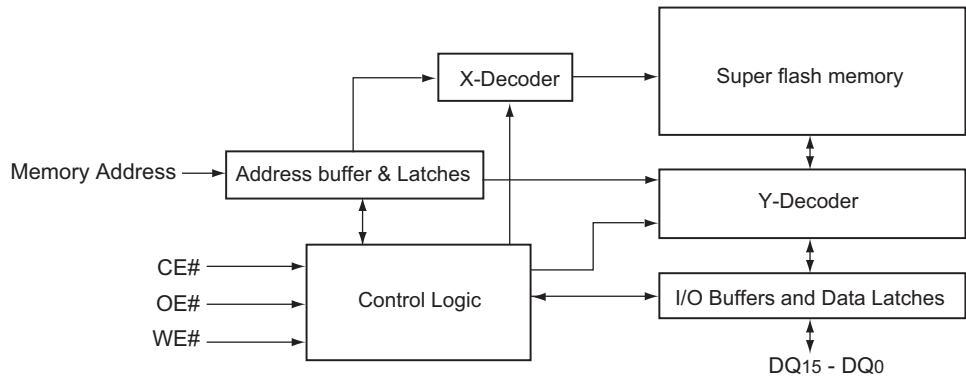 X-Decoder
Super flash memory
Memory Address
Address buffer & Latches
Y-Decoder
CE#
OE#
WE#
Control Logic
I/O Buffers and Data Latches
DQ15 - DQ0